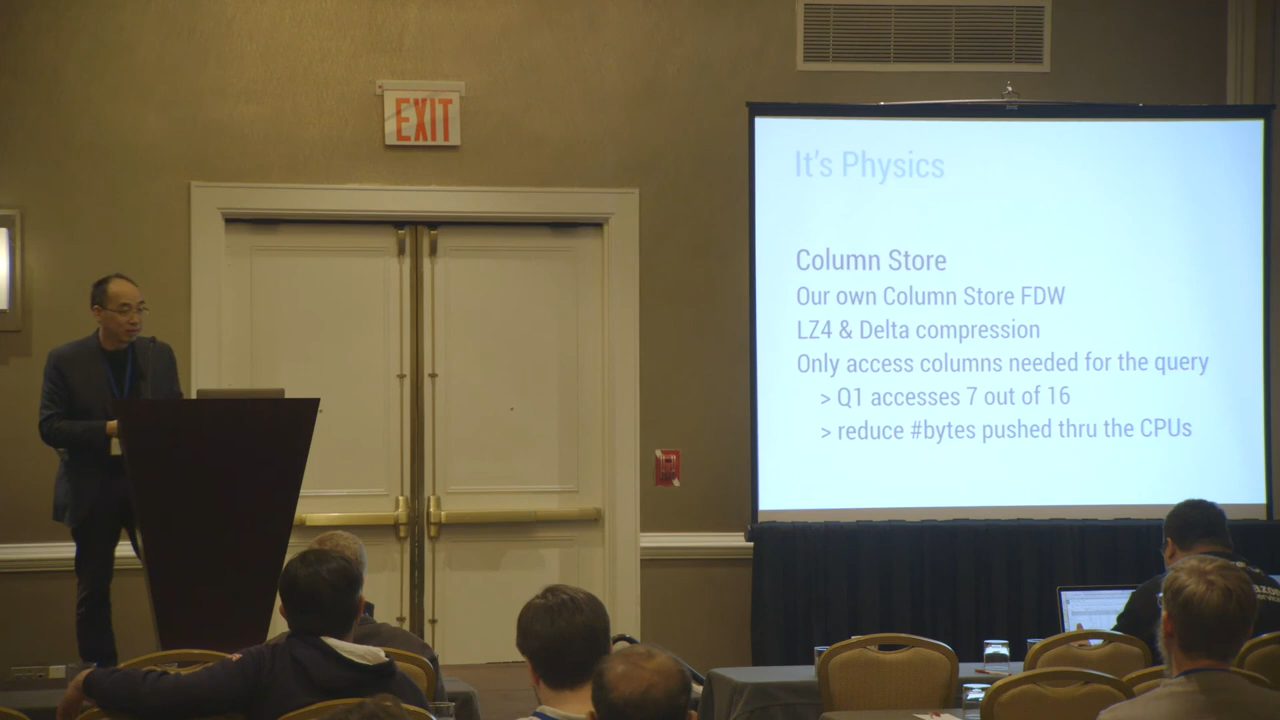 EXIT
It's Physics
Column Store
Our own Column Store FDW
LZ4 & Delta compression
Only access columns needed for the query
> Q1 accesses 7 out of 16
> reduce #bytes pushed thru the CPUs